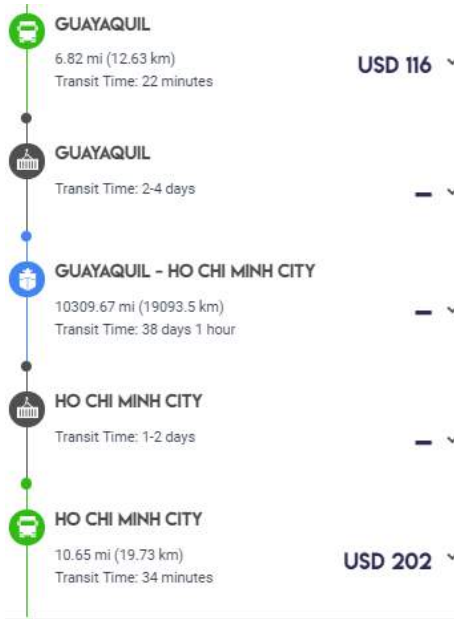 GUAYAQUIL
6.82 mi (12.63 km)
Transit Time: 22 minutes
USD 116
GUAYAQUIL
Transit Time: 2-4 days
–
GUAYAQUIL - HO CHI MINH CITY
10309.67 mi (19093.5 km)
Transit Time: 38 days 1 hour
–
HO CHI MINH CITY
Transit Time: 1-2 days
–
HO CHI MINH CITY
10.65 mi (19.73 km)
Transit Time: 34 minutes
USD 202